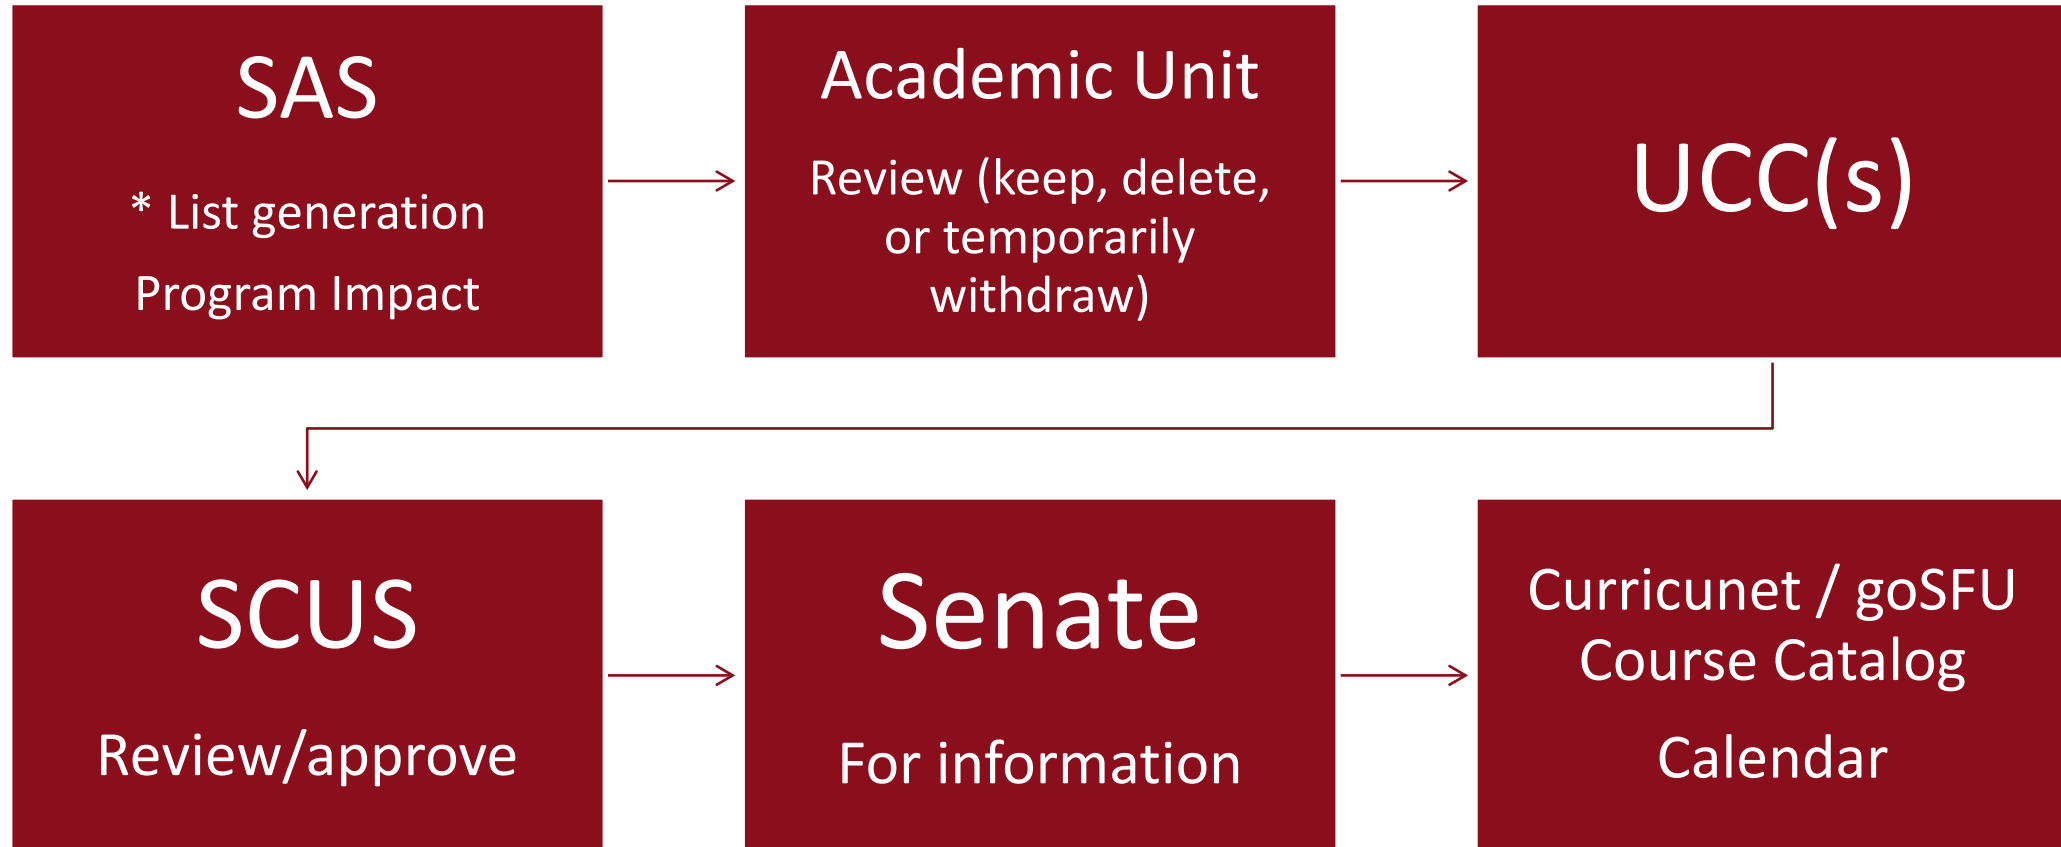 SAS
* List generation
Program Impact
Academic Unit
Review (keep, delete,
or temporarily
withdraw)
UCC(s)
SCUS
Review/approve
Senate
For information
Curricunet / goSFU
Course Catalog
Calendar